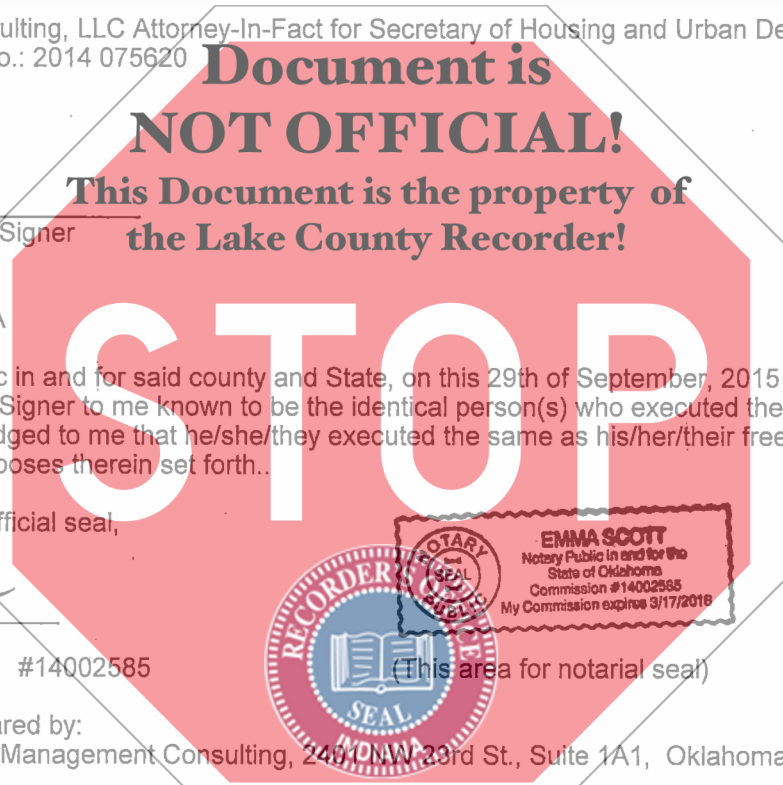 ulting, LLC Attorney-In-Fact for Secretary of Housing and Urban De
o.: 2014 075620
Document is
NOT OFFICIAL!
This Document is the property of
the Lake County Recorder!
Signer
A
STOP
c in and for said county and State, on this 29th of September, 2015
Signer to me known to be the identical person(s) who executed the
dged to me that he/she/they executed the same as his/her/their free
poses therein set forth..
fficial seal,
EMMA SCOTT
Notary Public in and for the
State of Oklahoma
Commission #14002585
My Commission expires 3/17/2018
NOTARY
SEAL
PUBLIC
RECORDER'S OFFICE
SEAL
INDIANA
#14002585
(This area for notarial seal)
ared by:
Management Consulting, 2401 NW 23rd St., Suite 1A1, Oklahoma